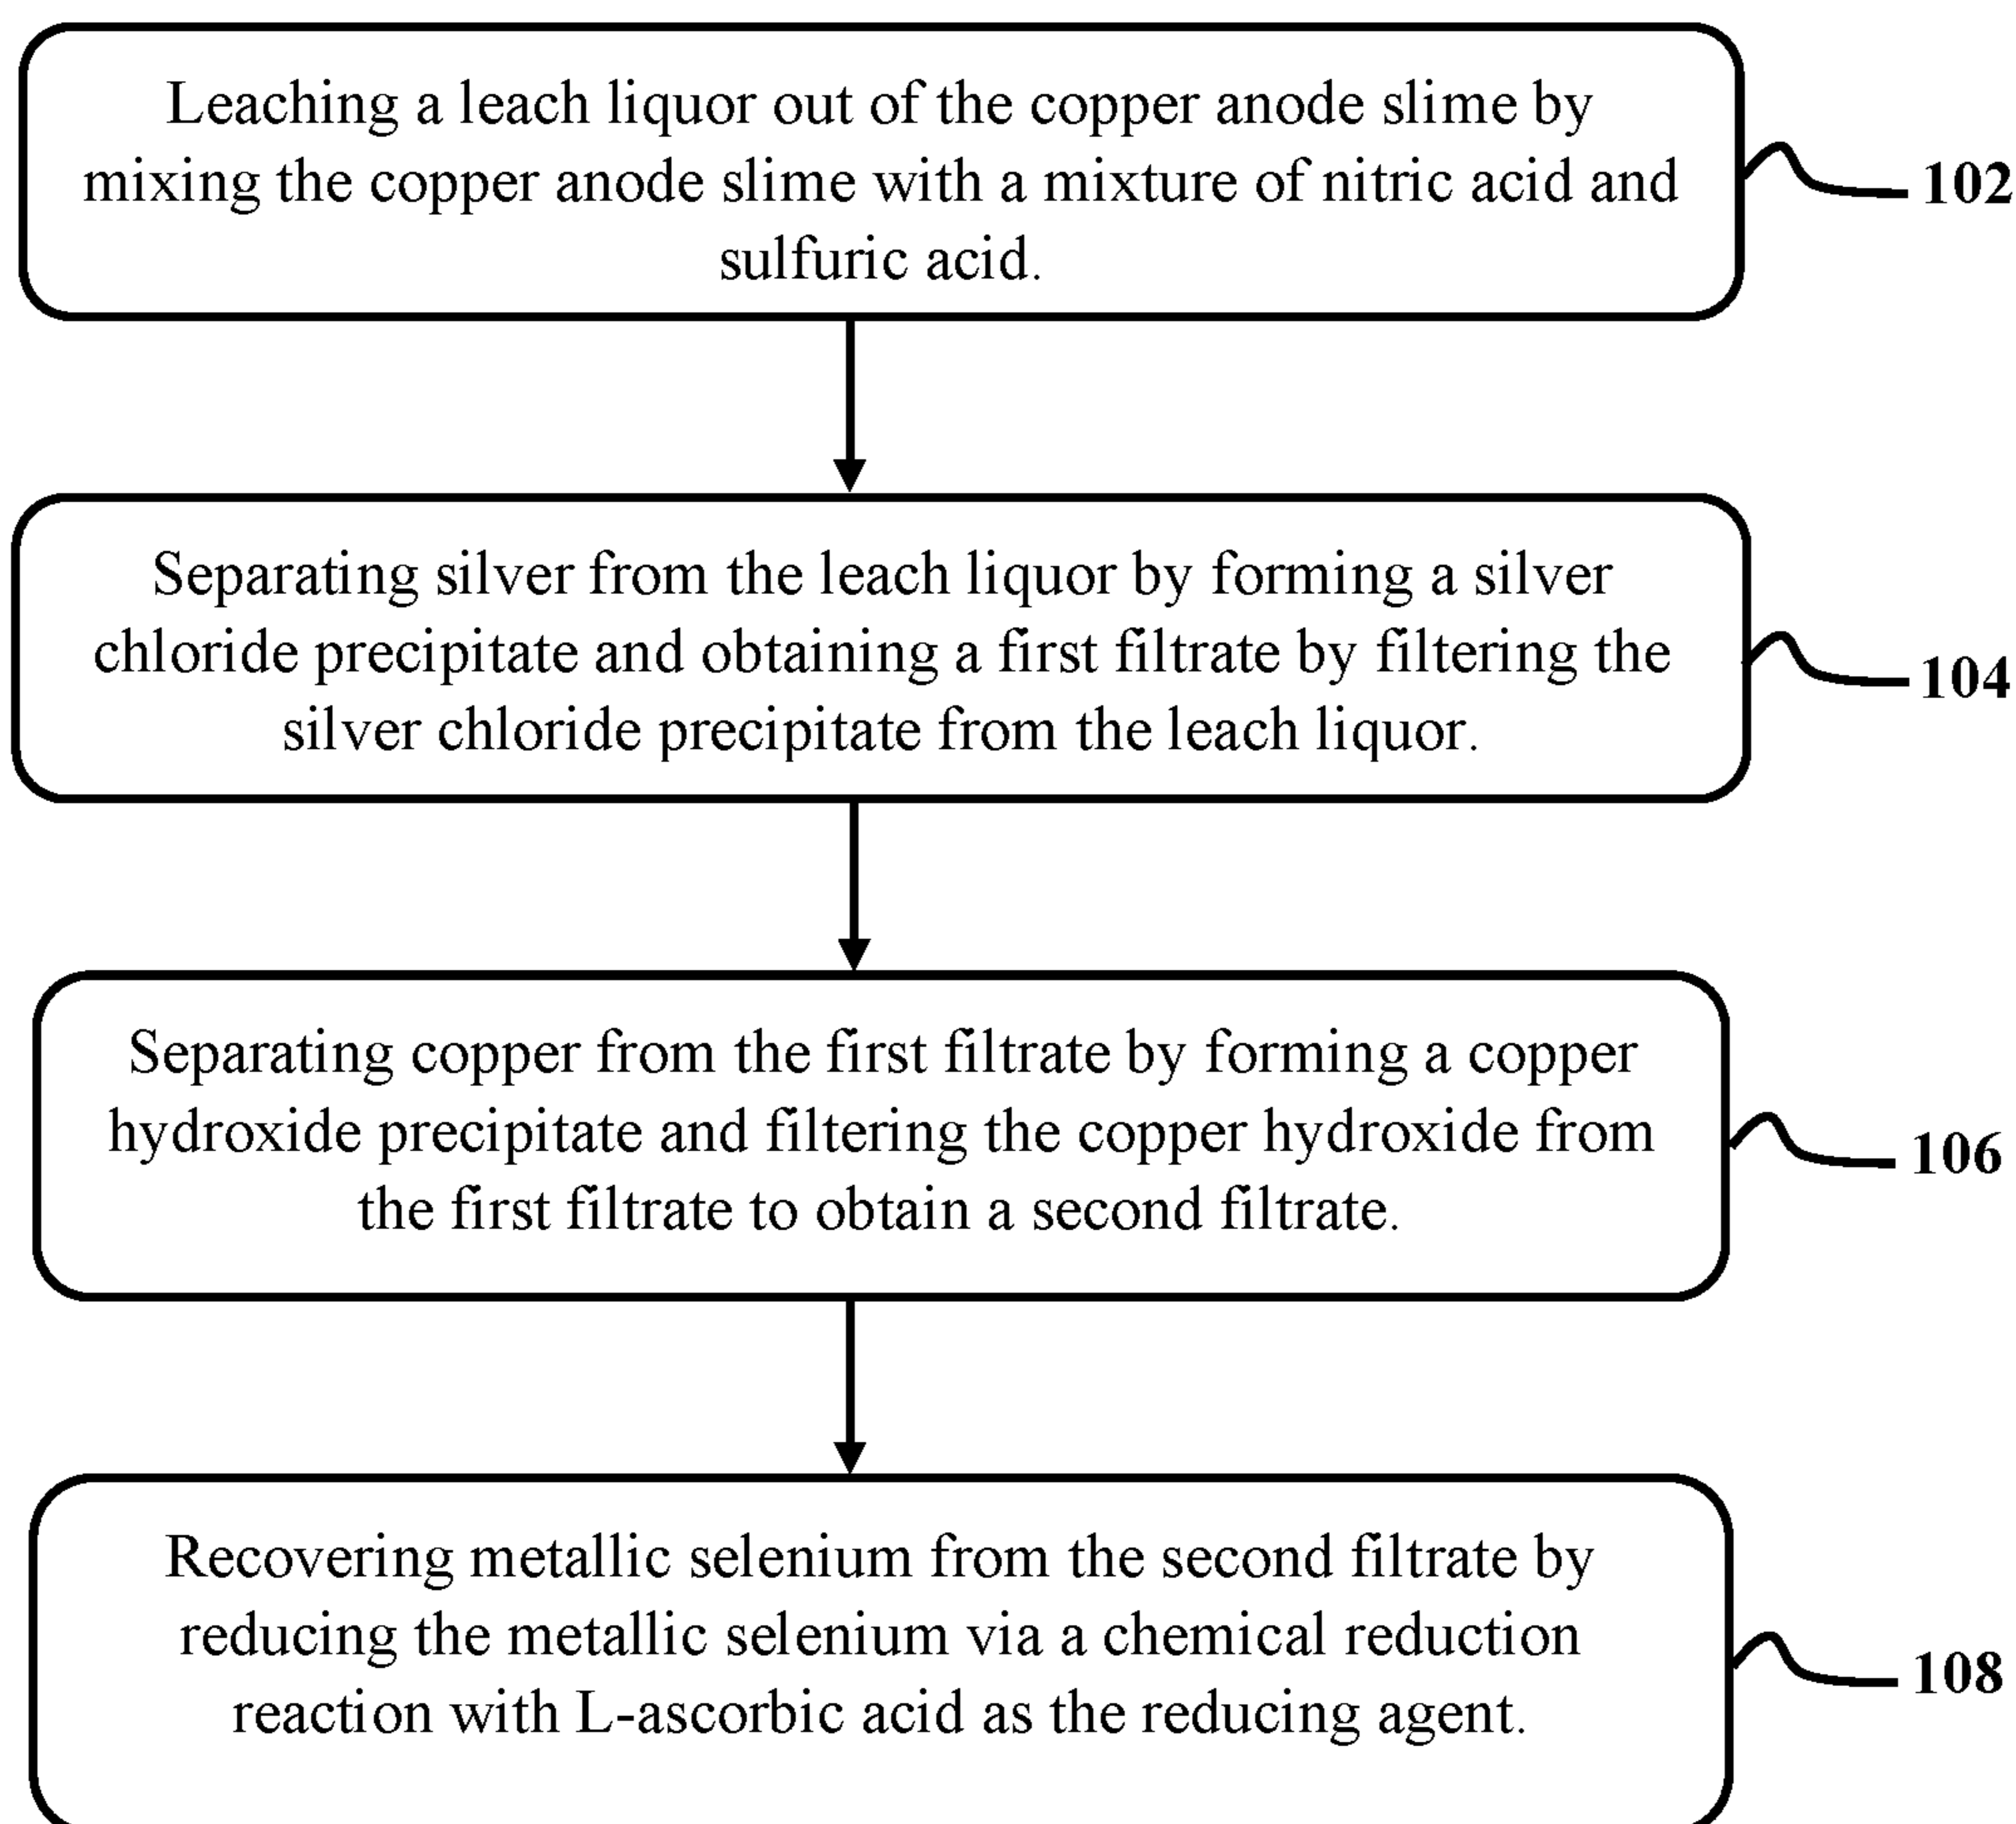 Leaching a leach liquor out of the copper anode slime by
mixing the copper anode slime with a mixture of nitric acid and
sulfuric acid.
102
Separating silver from the leach liquor by forming a silver
chloride precipitate and obtaining a first filtrate by filtering the
silver chloride precipitate from the leach liquor.
104
Separating copper from the first filtrate by forming a copper
hydroxide precipitate and filtering the copper hydroxide from
the first filtrate to obtain a second filtrate.
106
Recovering metallic selenium from the second filtrate by
reducing the metallic selenium via a chemical reduction
reaction with L-ascorbic acid as the reducing agent.
108